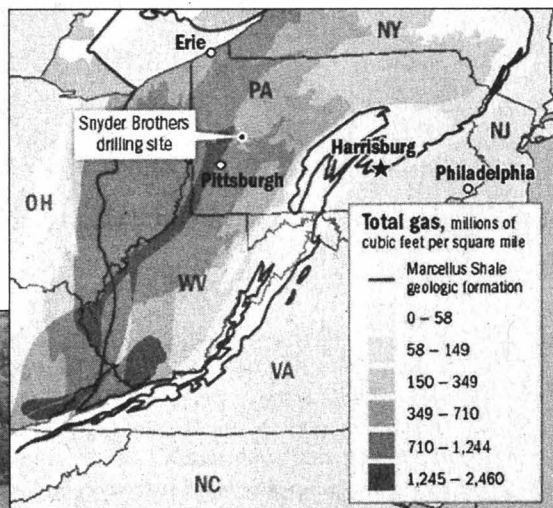 Erie
NY
PA
Snyder Brothers
drilling site
Harrisburg
NJ
Pittsburgh
Philadelphia
OH
Total gas, millions of
cubic feet per square mile
Marcellus Shale
geologic formation
WV
0 – 58
58 – 149
VA
150 – 349
349 – 710
710 – 1,244
NC
1,245 – 2,460